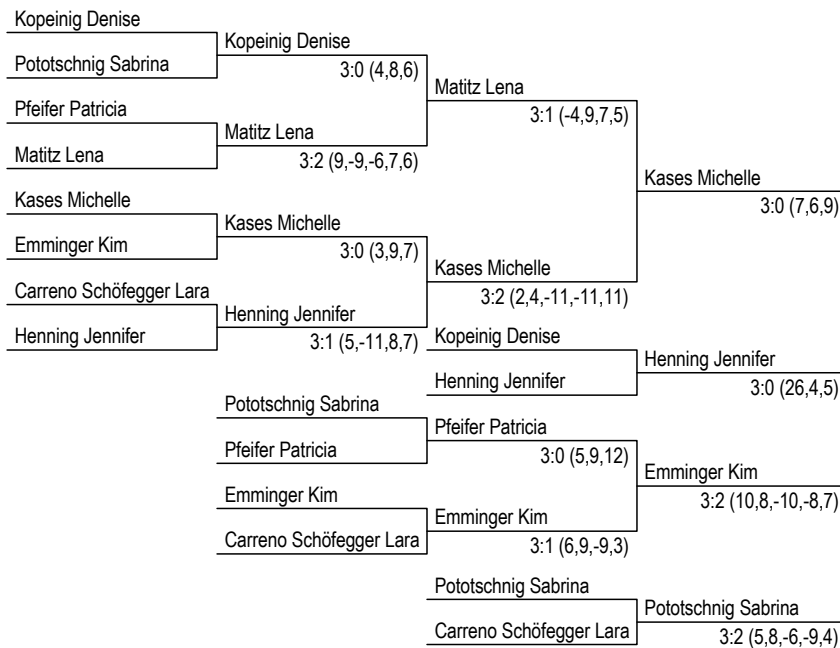 Kopeinig Denise
Kopeinig Denise
Pototschnig Sabrina
3:0 (4,8,6)
Matitz Lena
Pfeifer Patricia
3:1 (-4,9,7,5)
Matitz Lena
Matitz Lena
3:2 (9,-9,-6,7,6)
Kases Michelle
Kases Michelle
3:0 (7,6,9)
Kases Michelle
Emminger Kim
3:0 (3,9,7)
Kases Michelle
Carreno Schöfegger Lara
3:2 (2,4,-11,-11,11)
Henning Jennifer
Henning Jennifer
3:1 (5,-11,8,7)
Kopeinig Denise
Henning Jennifer
Henning Jennifer
3:0 (26,4,5)
Pototschnig Sabrina
Pfeifer Patricia
Pfeifer Patricia
3:0 (5,9,12)
Emminger Kim
Emminger Kim
3:2 (10,8,-10,-8,7)
Emminger Kim
Carreno Schöfegger Lara
3:1 (6,9,-9,3)
Pototschnig Sabrina
Pototschnig Sabrina
Carreno Schöfegger Lara
3:2 (5,8,-6,-9,4)